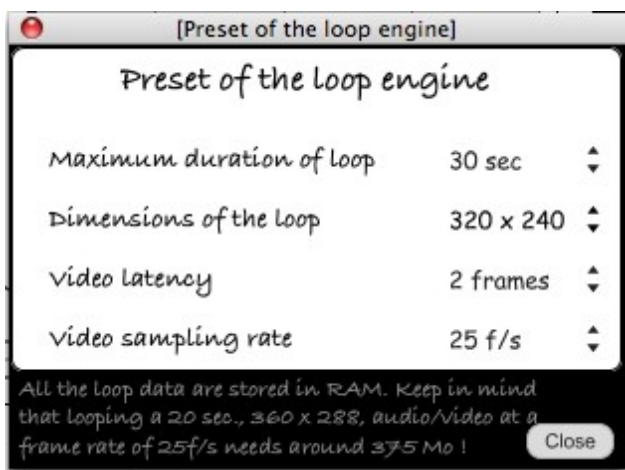 [Preset of the loop engine]
Preset of the loop engine
Maximum duration of loop 30 sec
Dimensions of the loop 320 x 240
Video latency 2 frames
Video sampling rate 25 f/s
All the loop data are stored in RAM. Keep in mind
that looping a 20 sec., 360 x 288, audio/video at a
frame rate of 25f/s needs around 375 Mo !
Close